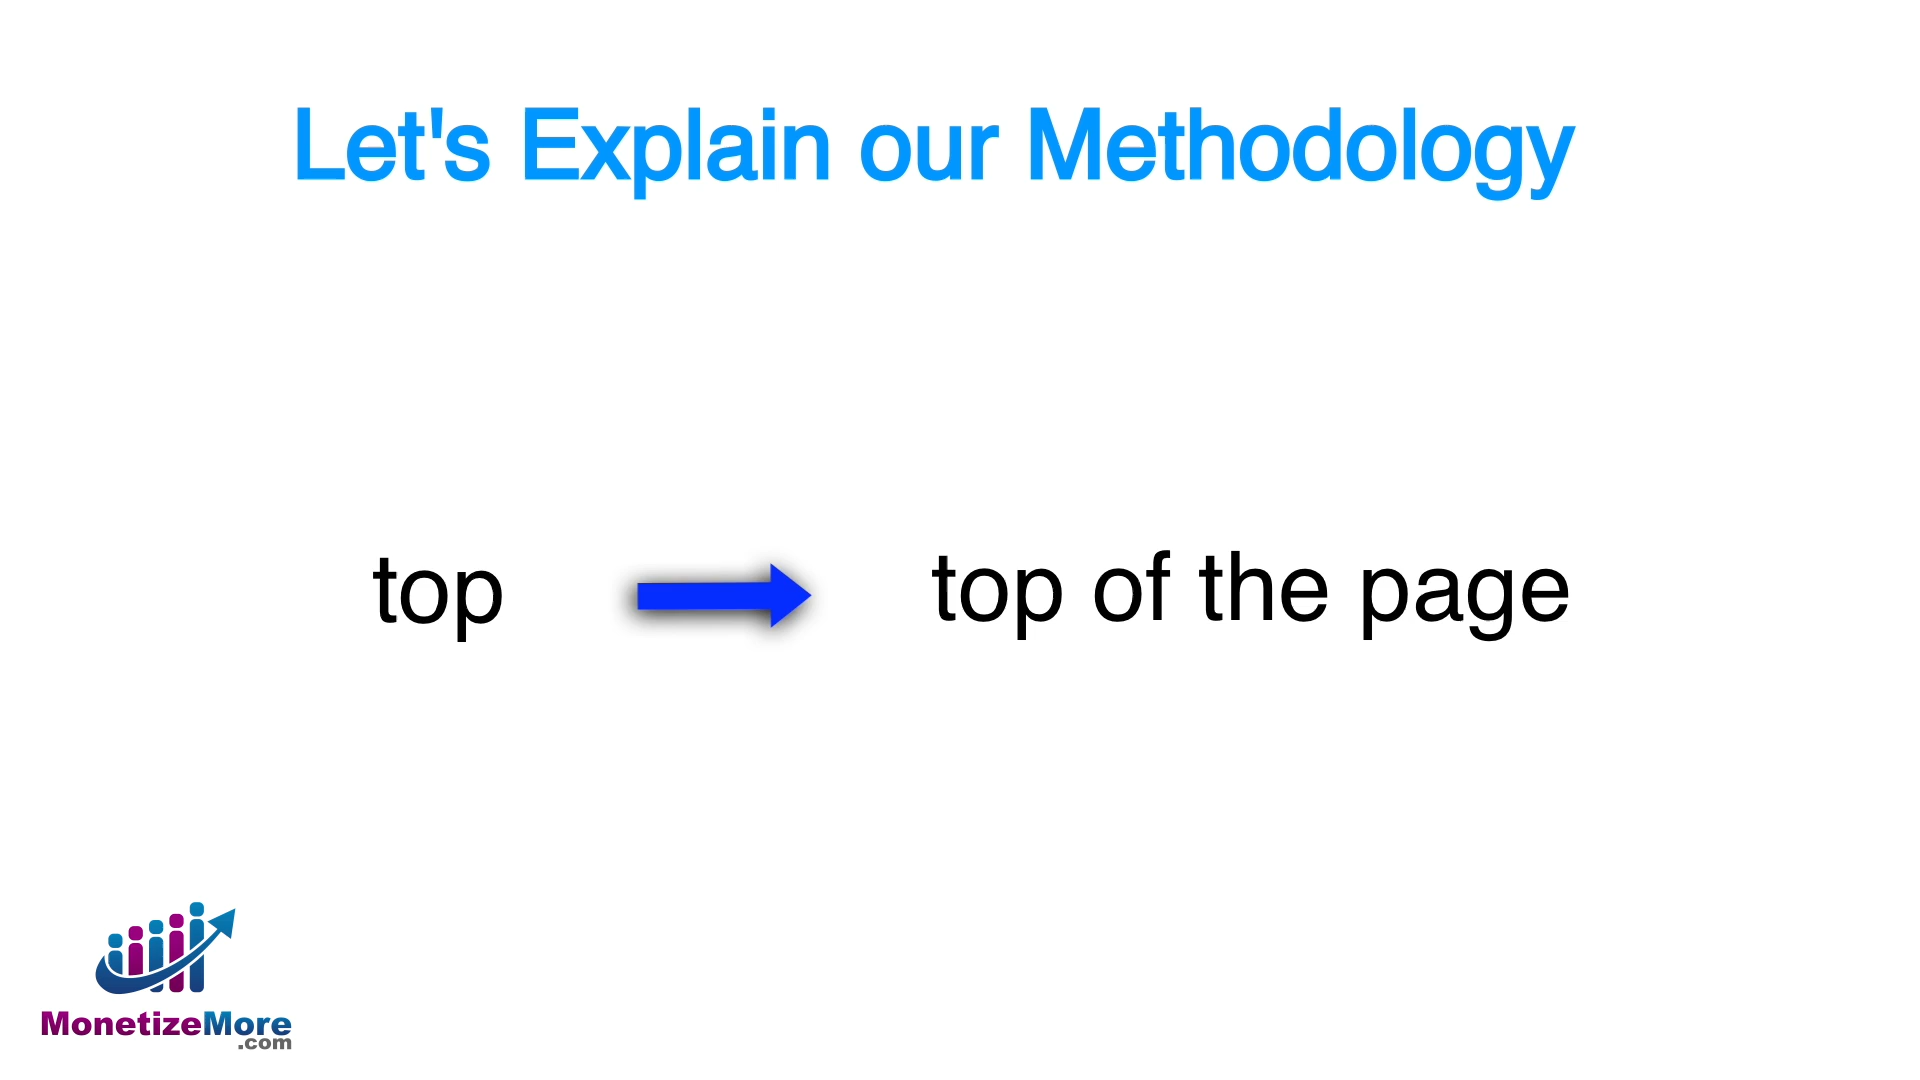 Let's Explain our Methodology
top
top of the page
MonetizeMore
.com